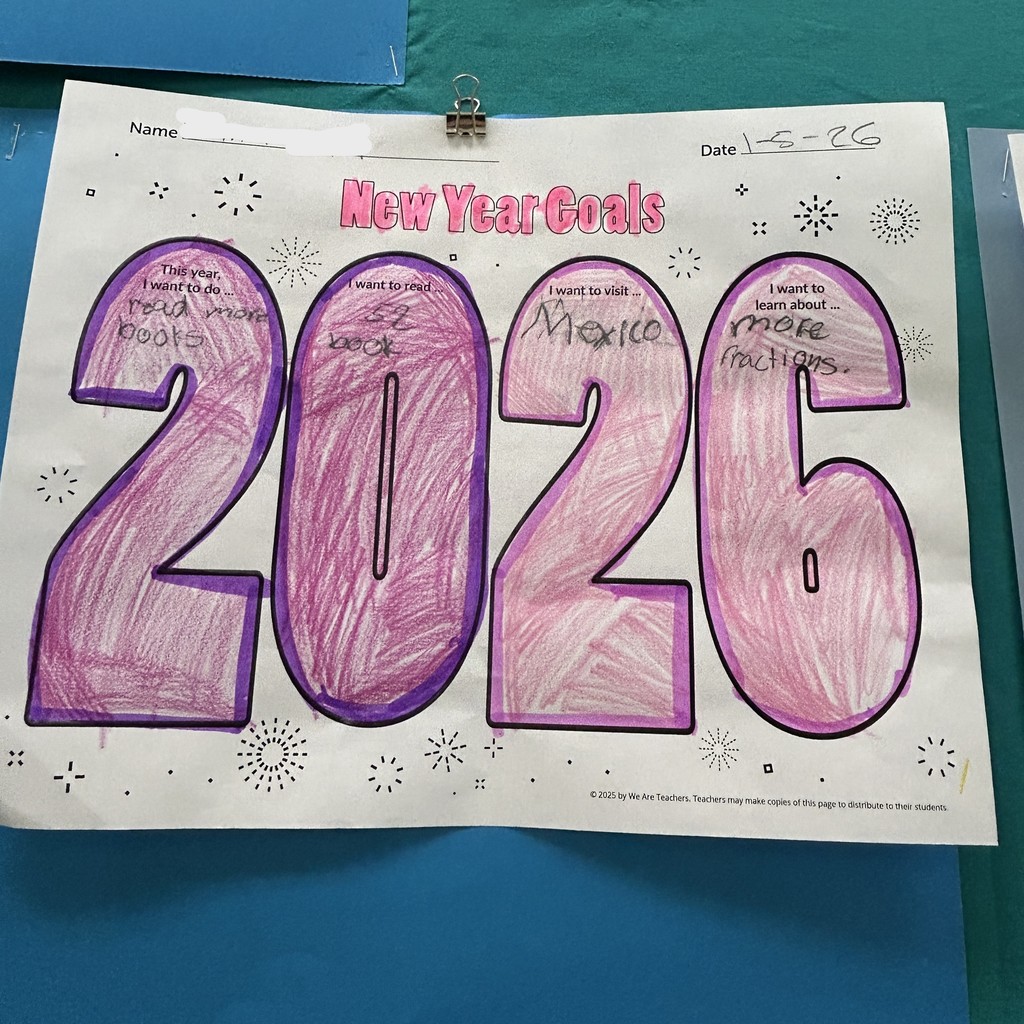 Name
Date 1-5-26
New Year Goals
This year,
I want to do ...
read more
books
I want to read ...
52
book
I want to visit ...
Mexico
I want to
learn about ...
more
fractions.
© 2025 by We Are Teachers. Teachers may make copies of this page to distribute to their students.